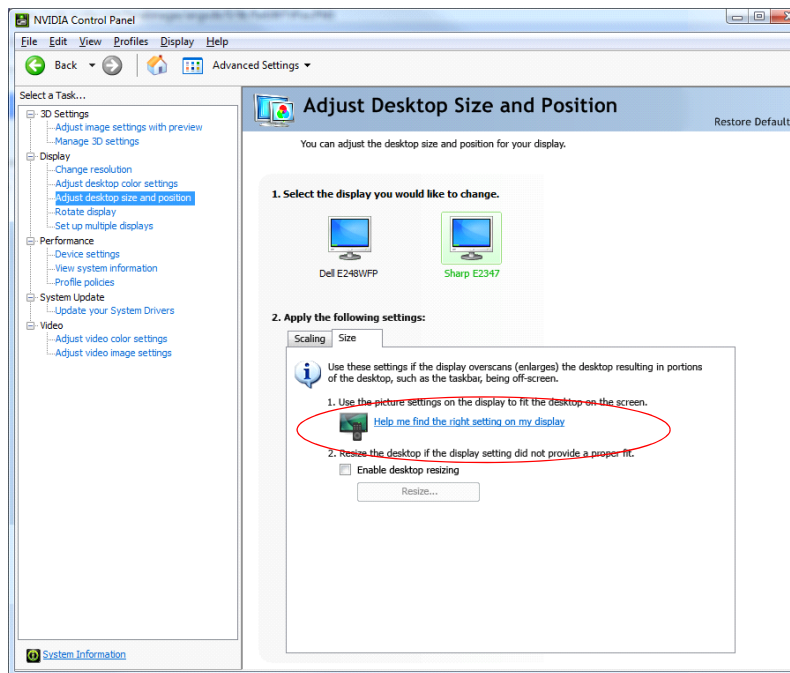 NVIDIA Control Panel
File Edit View Profiles Display Help
Back Advanced Settings
Select a Task...
3D Settings
Adjust image settings with preview
Manage 3D settings
Display
Change resolution
Adjust desktop color settings
Adjust desktop size and position
Rotate display
Set up multiple displays
Performance
Device settings
View system information
Profile policies
System Update
Update your System Drivers
Video
Adjust video color settings
Adjust video image settings
System Information
Adjust Desktop Size and Position
Restore Default
You can adjust the desktop size and position for your display.
1. Select the display you would like to change.
Dell E248WFP Sharp E2347
2. Apply the following settings:
Scaling Size
Use these settings if the display overscans (enlarges) the desktop resulting in portions
of the desktop, such as the taskbar, being off-screen.
1. Use the picture settings on the display to fit the desktop on the screen.
Help me find the right setting on my display
2. Resize the desktop if the display setting did not provide a proper fit.
Enable desktop resizing
Resize...